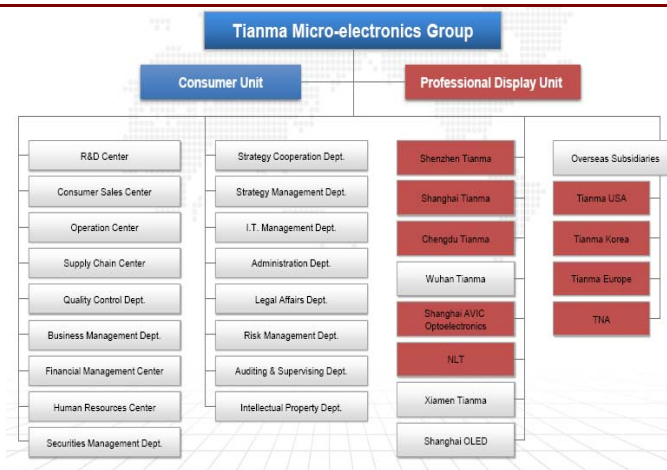 Tianma Micro-electronics Group
Consumer Unit
Professional Display Unit
R&D Center
Consumer Sales Center
Operation Center
Supply Chain Center
Quality Control Dept.
Business Management Dept.
Financial Management Center
Human Resources Center
Securities Management Dept.
Strategy Cooperation Dept.
Strategy Management Dept.
I.T. Management Dept.
Administration Dept.
Legal Affairs Dept.
Risk Management Dept.
Auditing & Supervising Dept.
Intellectual Property Dept.
Shenzhen Tianma
Shanghai Tianma
Chengdu Tianma
Wuhan Tianma
Shanghai AVIC
Optoelectronics
NLT
Xiamen Tianma
Shanghai OLED
Overseas Subsidiaries
Tianma USA
Tianma Korea
Tianma Europe
TNA